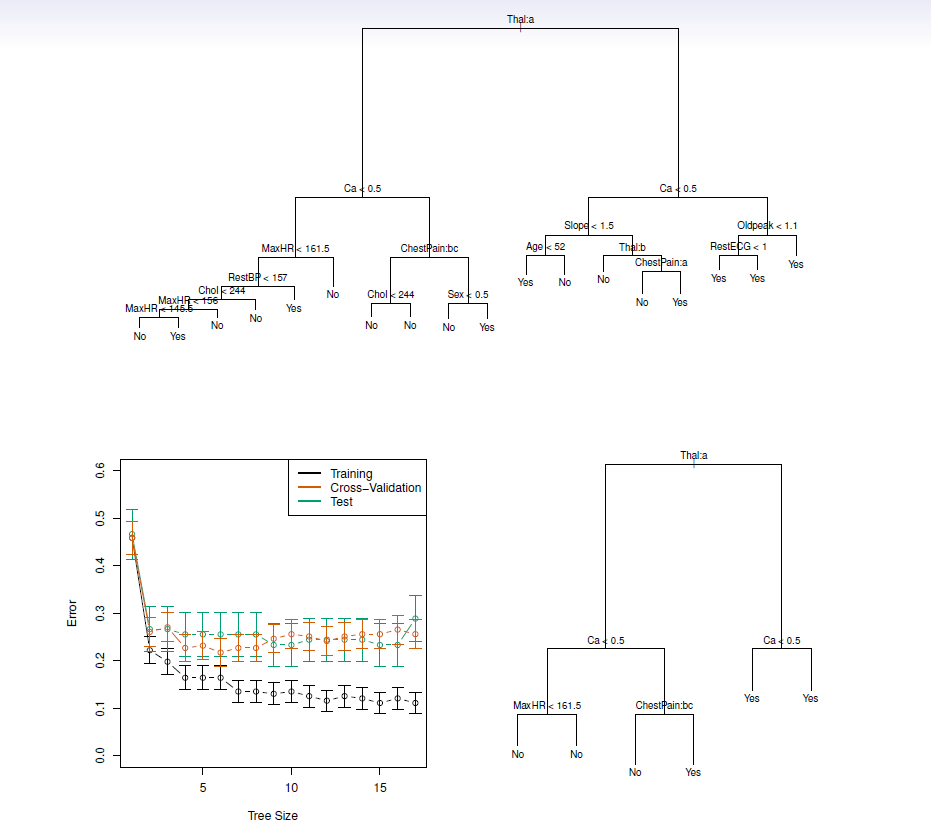 Thal:a
Ca < 0.5
Ca < 0.5
Slope < 1.5
Oldpeak < 1.1
MaxHR < 161.5
ChestPain:bc
Age < 52
Thal:b
RestECG < 1
ChestPain:a
Yes
No
No
Yes
Yes
Yes
RestBP < 157
Chol < 244
MaxHR < 156
MaxHR < 145.5
No
Chol < 244
Sex < 0.5
No
Yes
Yes
No
No
No
No
No
Yes
No
Yes
Training
Cross−Validation
Test
0.6
0.5
0.4
0.3
0.2
0.1
0.0
Error
5
10
15
Tree Size
Thal:a
Ca < 0.5
Ca < 0.5
MaxHR < 161.5
ChestPain:bc
Yes
Yes
No
No
No
Yes